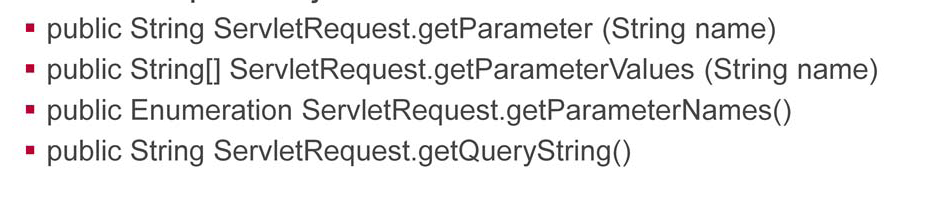 ▪ public String ServletRequest.getParameter (String name)
▪ public String[] ServletRequest.getParameterValues (String name)
▪ public Enumeration ServletRequest.getParameterNames()
▪ public String ServletRequest.getQueryString()